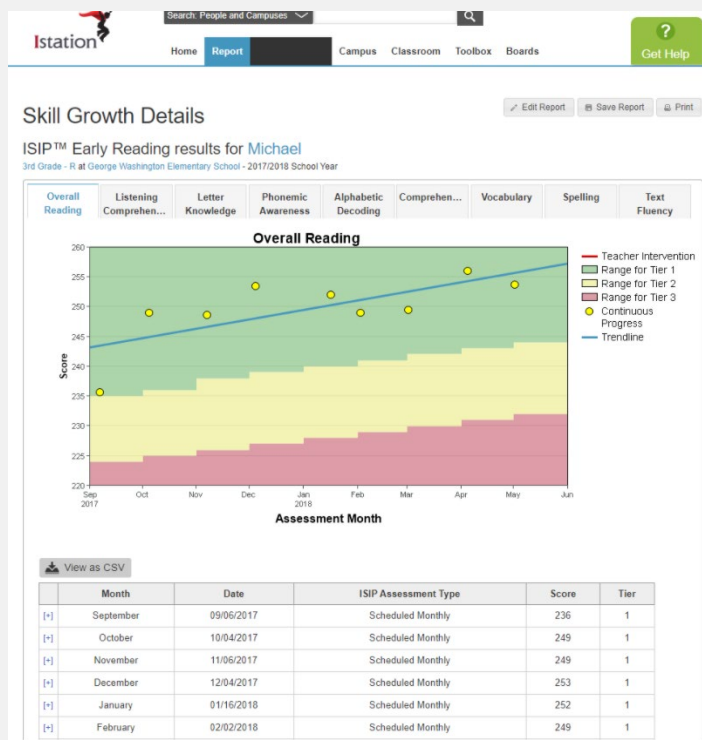 Search: People and Campuses
Istation
Home Report Campus Classroom Toolbox Boards
?
Get Help
Skill Growth Details
Edit Report Save Report Print
ISIP™ Early Reading results for Michael
3rd Grade - R at George Washington Elementary School - 2017/2018 School Year
Overall Reading
Listening Comprehen...
Letter Knowledge
Phonemic Awareness
Alphabetic Decoding
Comprehen...
Vocabulary
Spelling
Text Fluency
Overall Reading
260
255
250
245
240
235
230
225
220
Score
Sep 2017
Oct
Nov
Dec
Jan 2018
Feb
Mar
Apr
May
Jun
Assessment Month
Teacher Intervention
Range for Tier 1
Range for Tier 2
Range for Tier 3
Continuous
Progress
Trendline
View as CSV
Month Date ISIP Assessment Type Score Tier
[+] September 09/06/2017 Scheduled Monthly 236 1
[+] October 10/04/2017 Scheduled Monthly 249 1
[+] November 11/06/2017 Scheduled Monthly 249 1
[+] December 12/04/2017 Scheduled Monthly 253 1
[+] January 01/16/2018 Scheduled Monthly 252 1
[+] February 02/02/2018 Scheduled Monthly 249 1